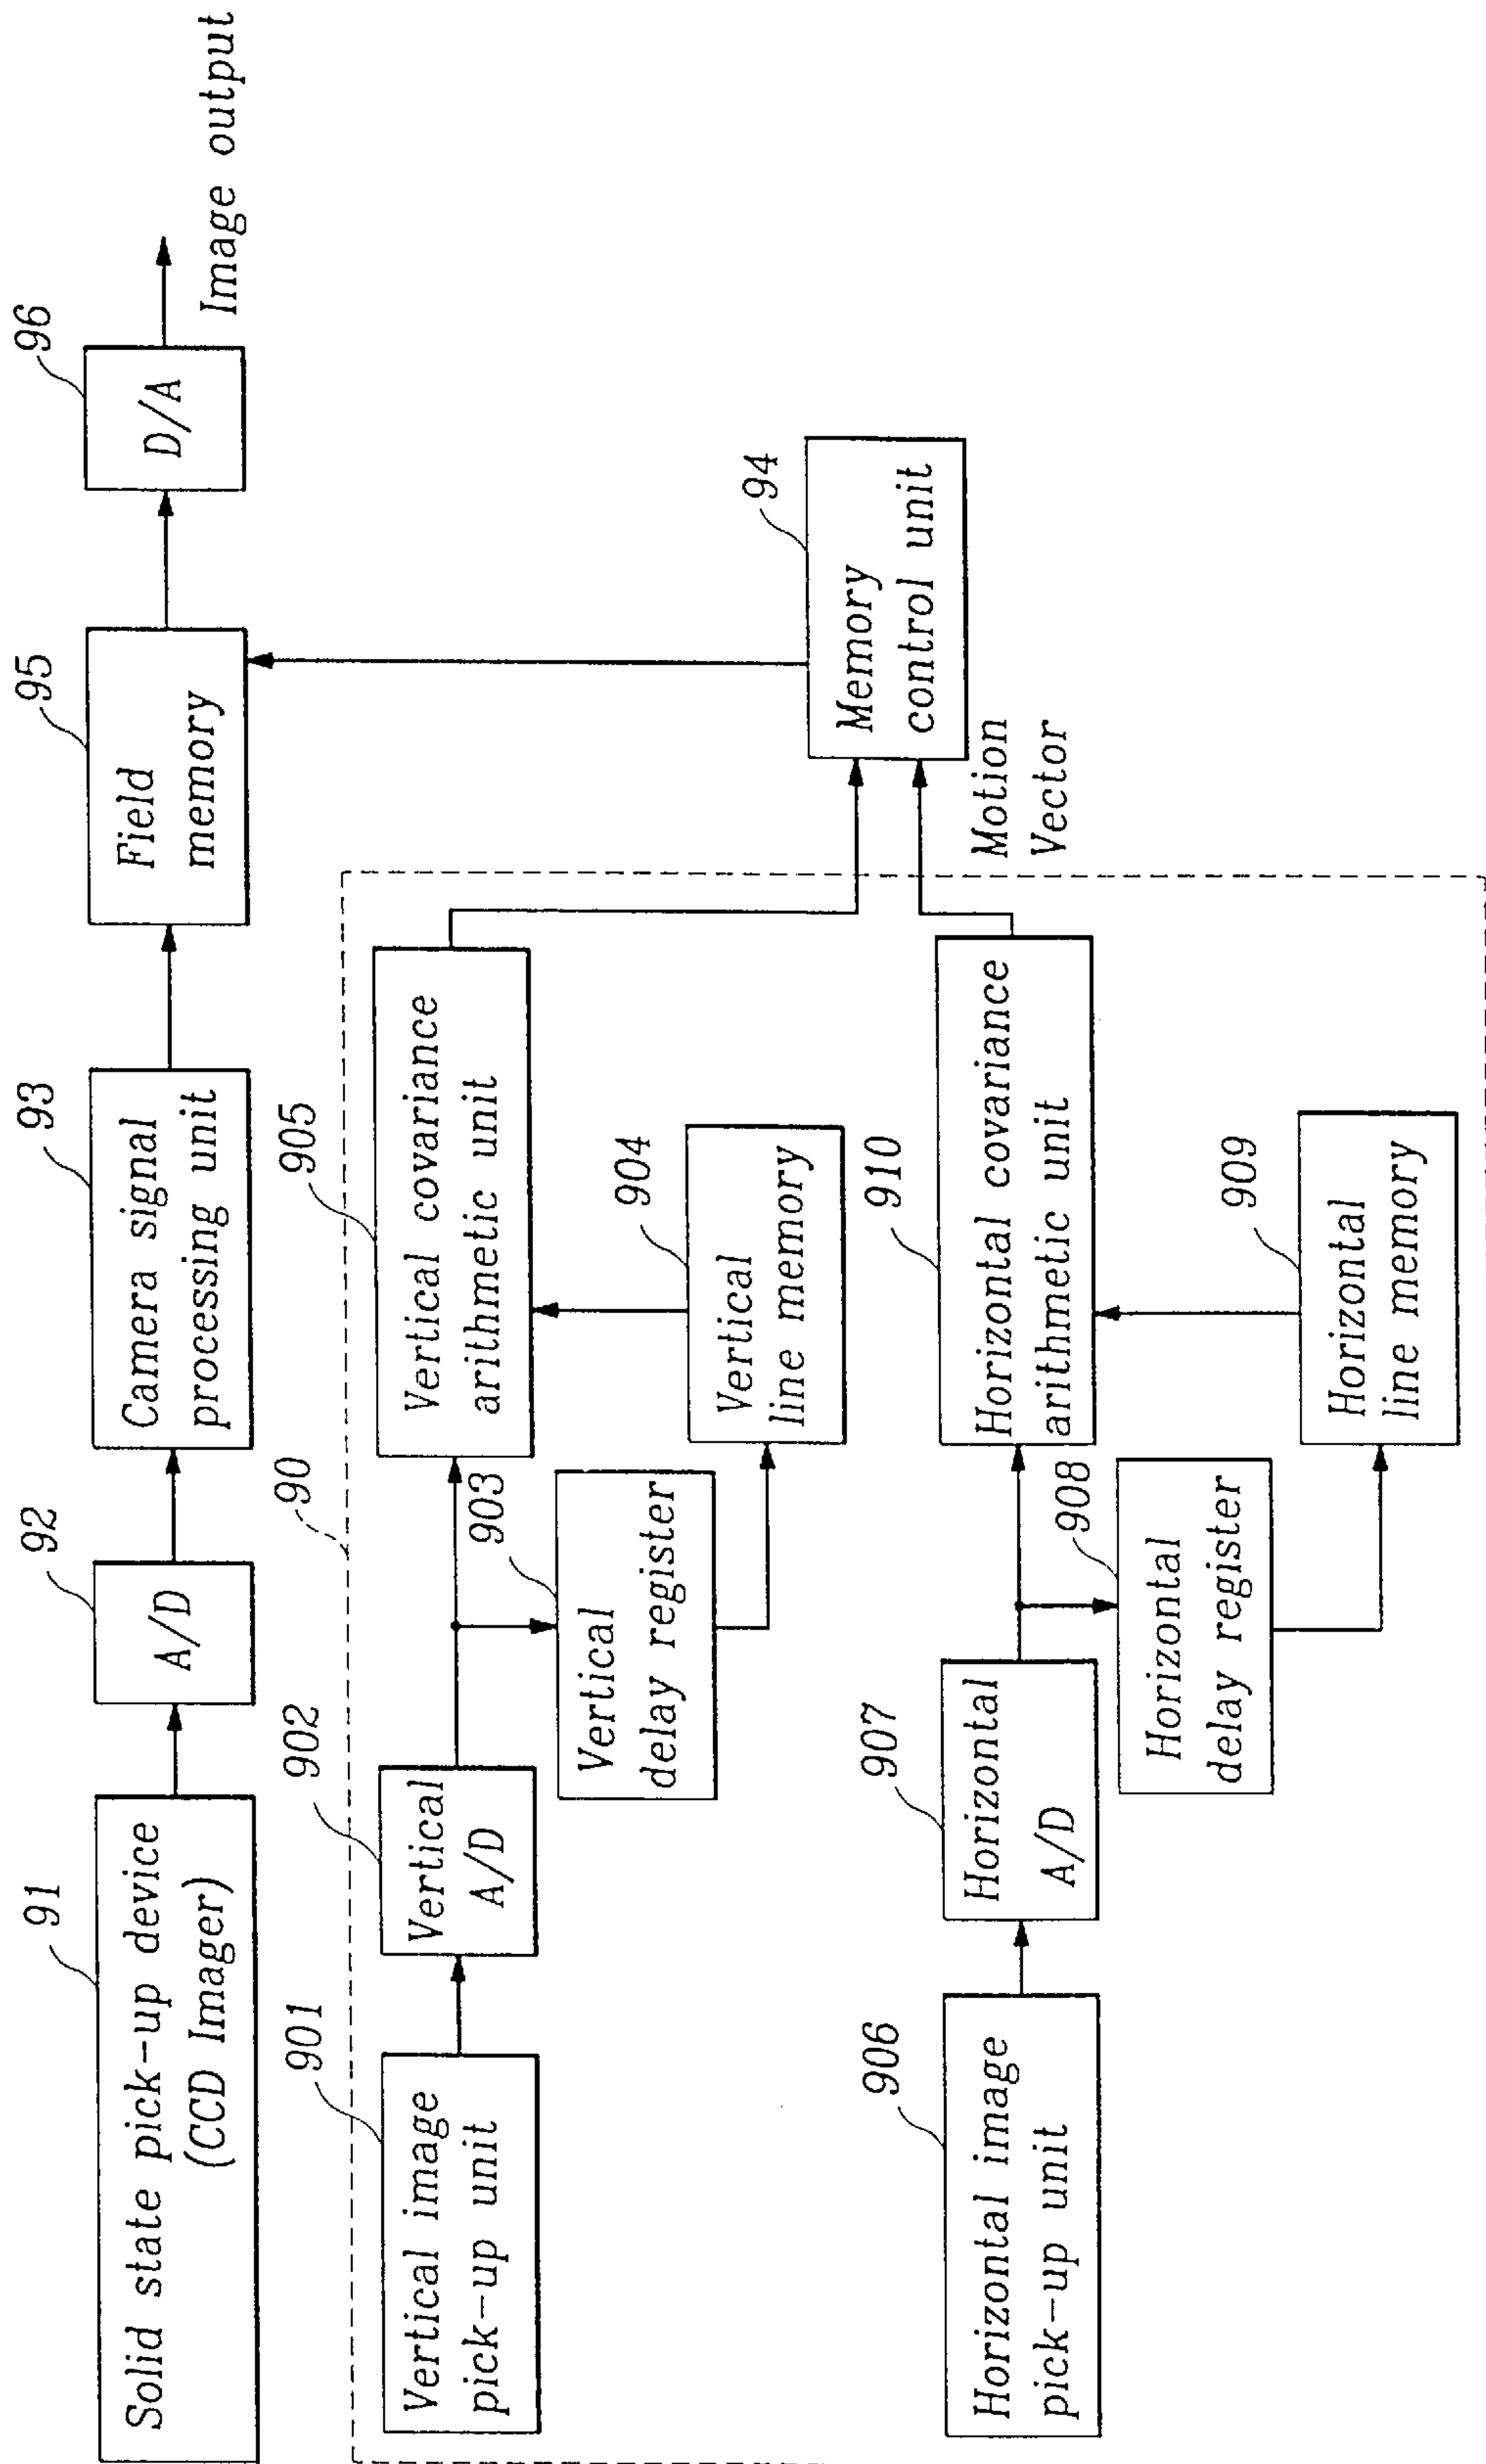 91
Solid state pick-up device
(CCD Imager)
92
A/D
93
Camera signal
processing unit
95
Field
memory
96
D/A
Image output
90
901
Vertical image
pick-up unit
902
Vertical
A/D
903
Vertical
delay register
904
Vertical
line memory
905
Vertical covariance
arithmetic unit
94
Memory
control unit
Motion
Vector
906
Horizontal image
pick-up unit
907
Horizontal
A/D
908
Horizontal
delay register
909
Horizontal
line memory
910
Horizontal covariance
arithmetic unit